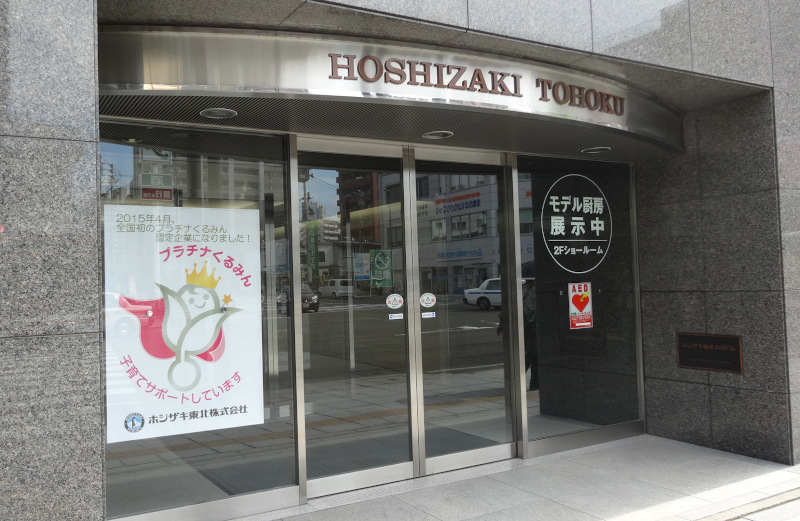 HOSHIZAKI TOHOKU
2015年4月、
全国初のプラチナくるみん
認定企業になりました！
プラチナくるみん
子育てサポートしています
ホシザキ東北株式会社
モデル厨房
展示中
2Fショールーム
AED